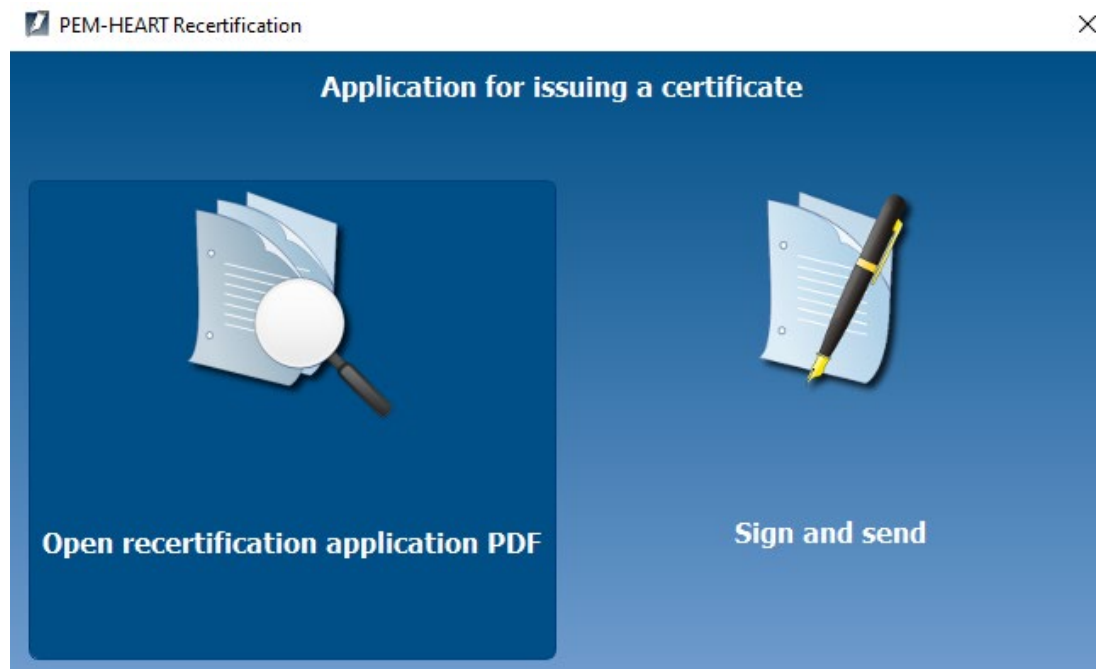 PEM-HEART Recertification
Application for issuing a certificate
Open recertification application PDF
Sign and send